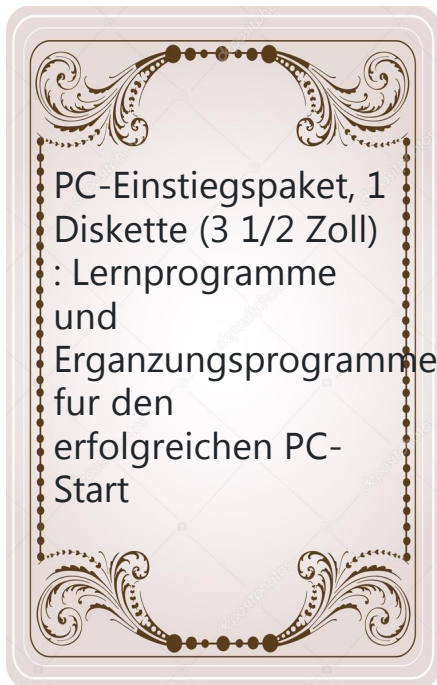 PC-Einstiegspaket, 1
Diskette (3 1/2 Zoll)
: Lernprogramme
und
Erganzungsprogramme
fur den
erfolgreichen PC-
Start